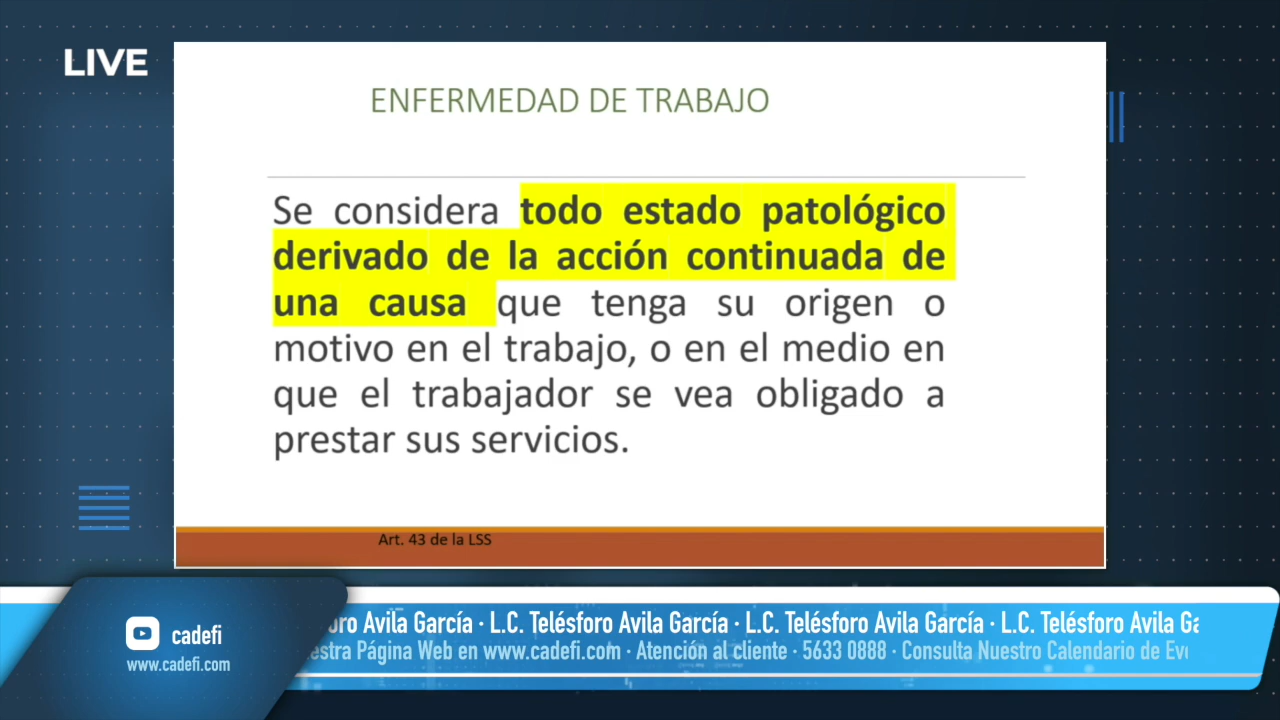 LIVE
ENFERMEDAD DE TRABAJO
Se considera todo estado patológico
derivado de la acción continuada de
una causa que tenga su origen o
motivo en el trabajo, o en el medio en
que el trabajador se vea obligado a
prestar sus servicios.
Art. 43 de la LSS
cadefi
www.cadefi.com
Avila García · L.C. Telésforo Avila García · L.C. Telésforo Avila García · L.C. Telésforo Avila
Página Web en www.cadefi.com · Atención al cliente · 5633 0888 · Consulta Nuestro Calendario de